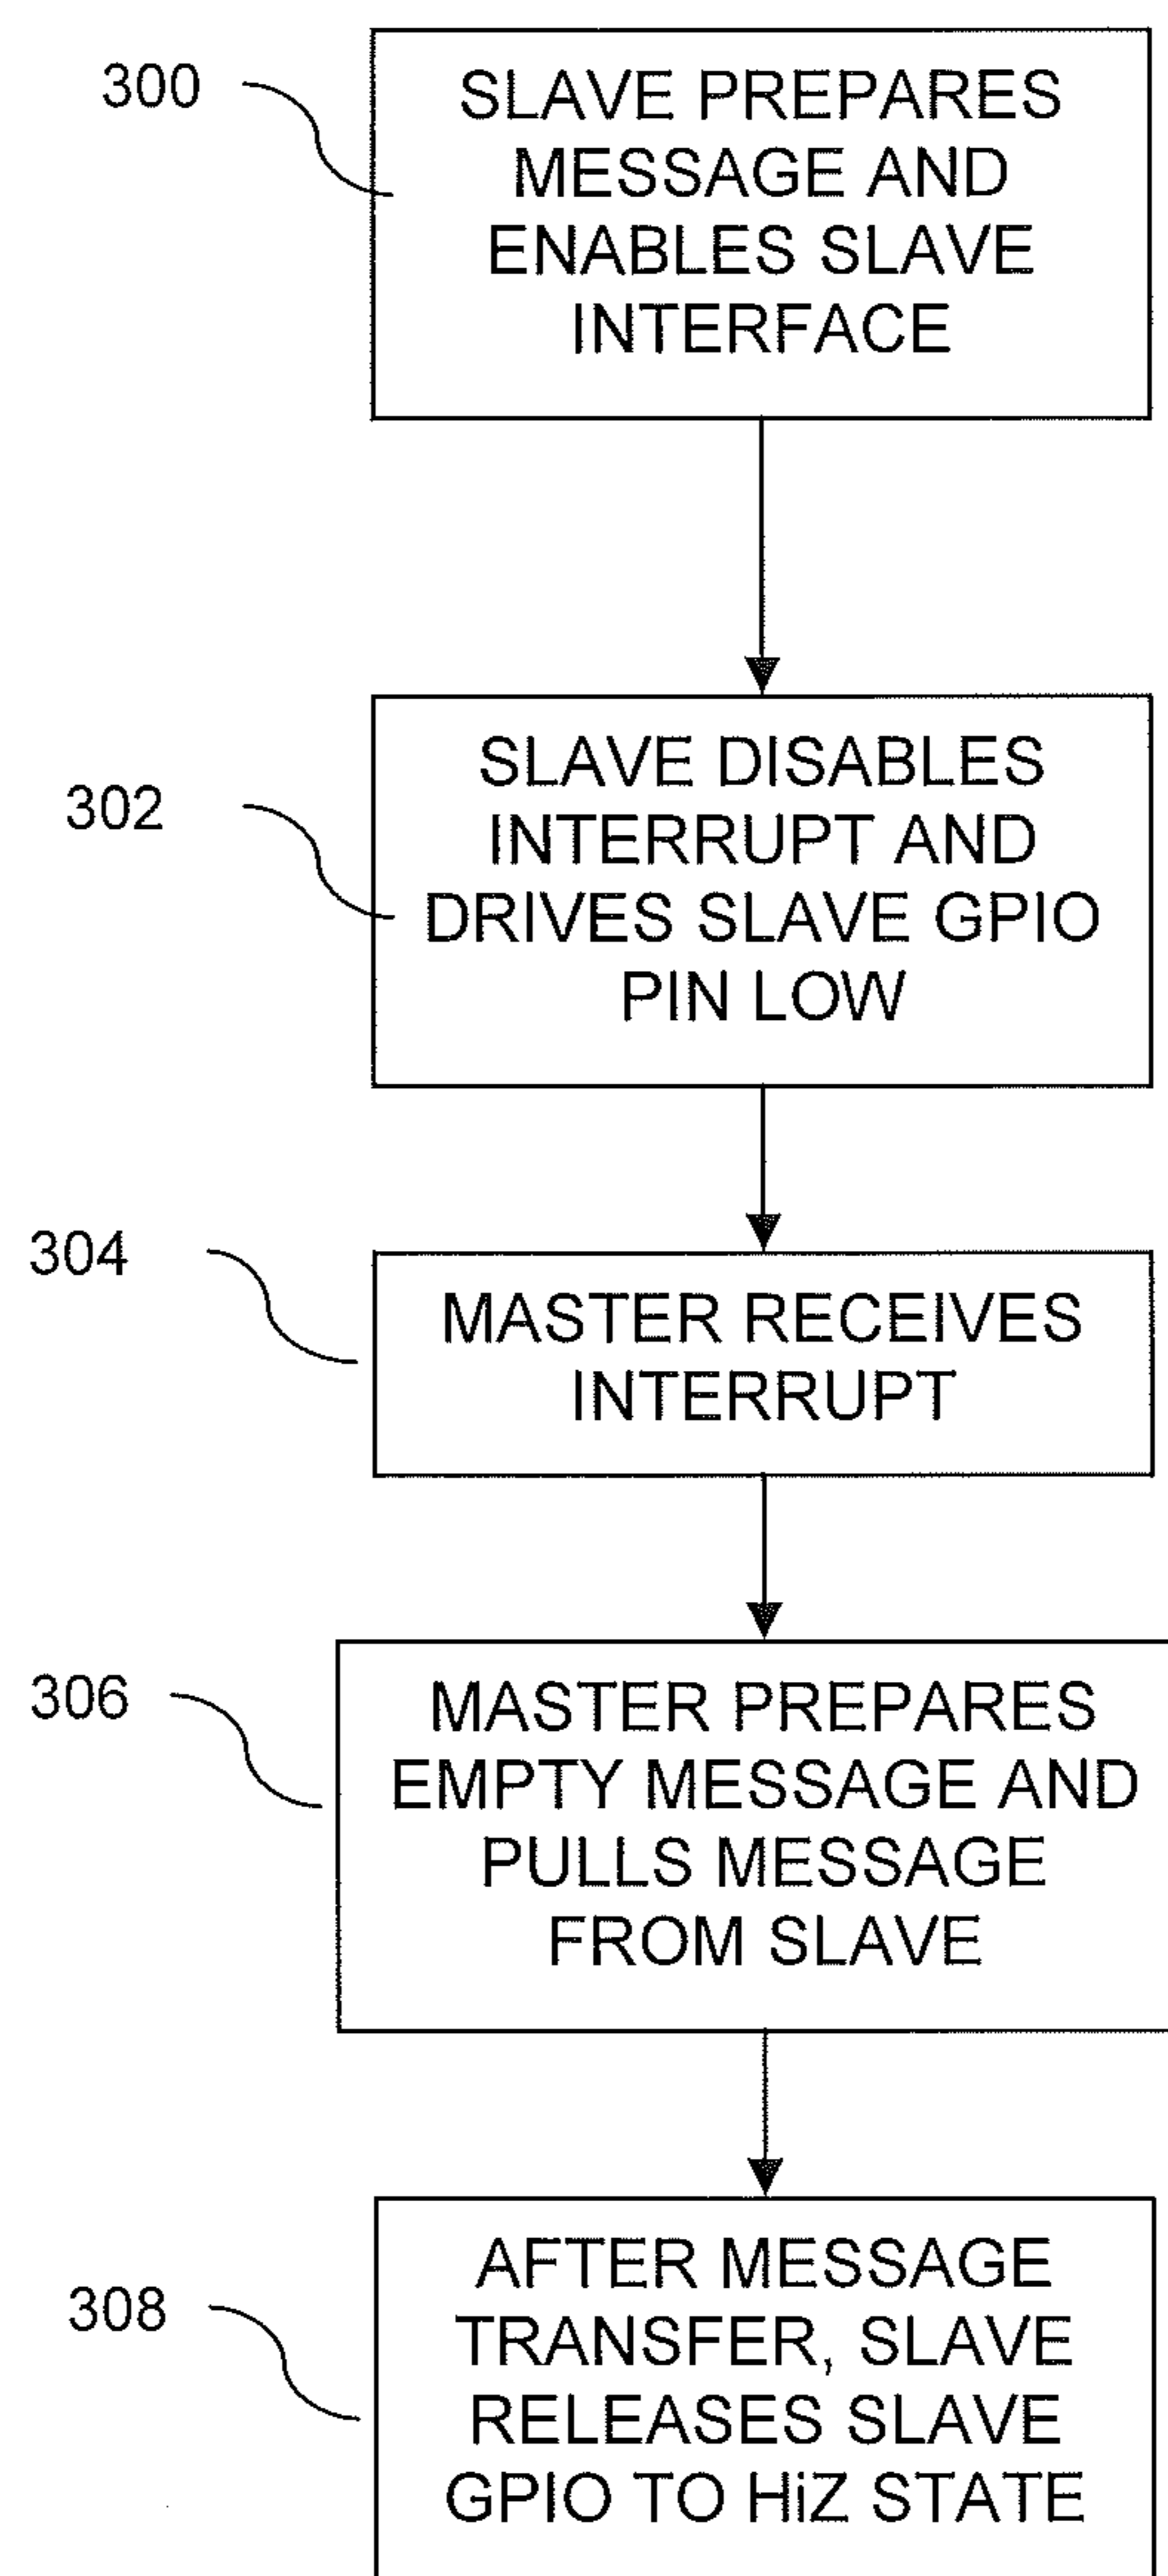 300
SLAVE PREPARES
MESSAGE AND
ENABLES SLAVE
INTERFACE
302
SLAVE DISABLES
INTERRUPT AND
DRIVES SLAVE GPIO
PIN LOW
304
MASTER RECEIVES
INTERRUPT
306
MASTER PREPARES
EMPTY MESSAGE AND
PULLS MESSAGE
FROM SLAVE
308
AFTER MESSAGE
TRANSFER, SLAVE
RELEASES SLAVE
GPIO TO HiZ STATE